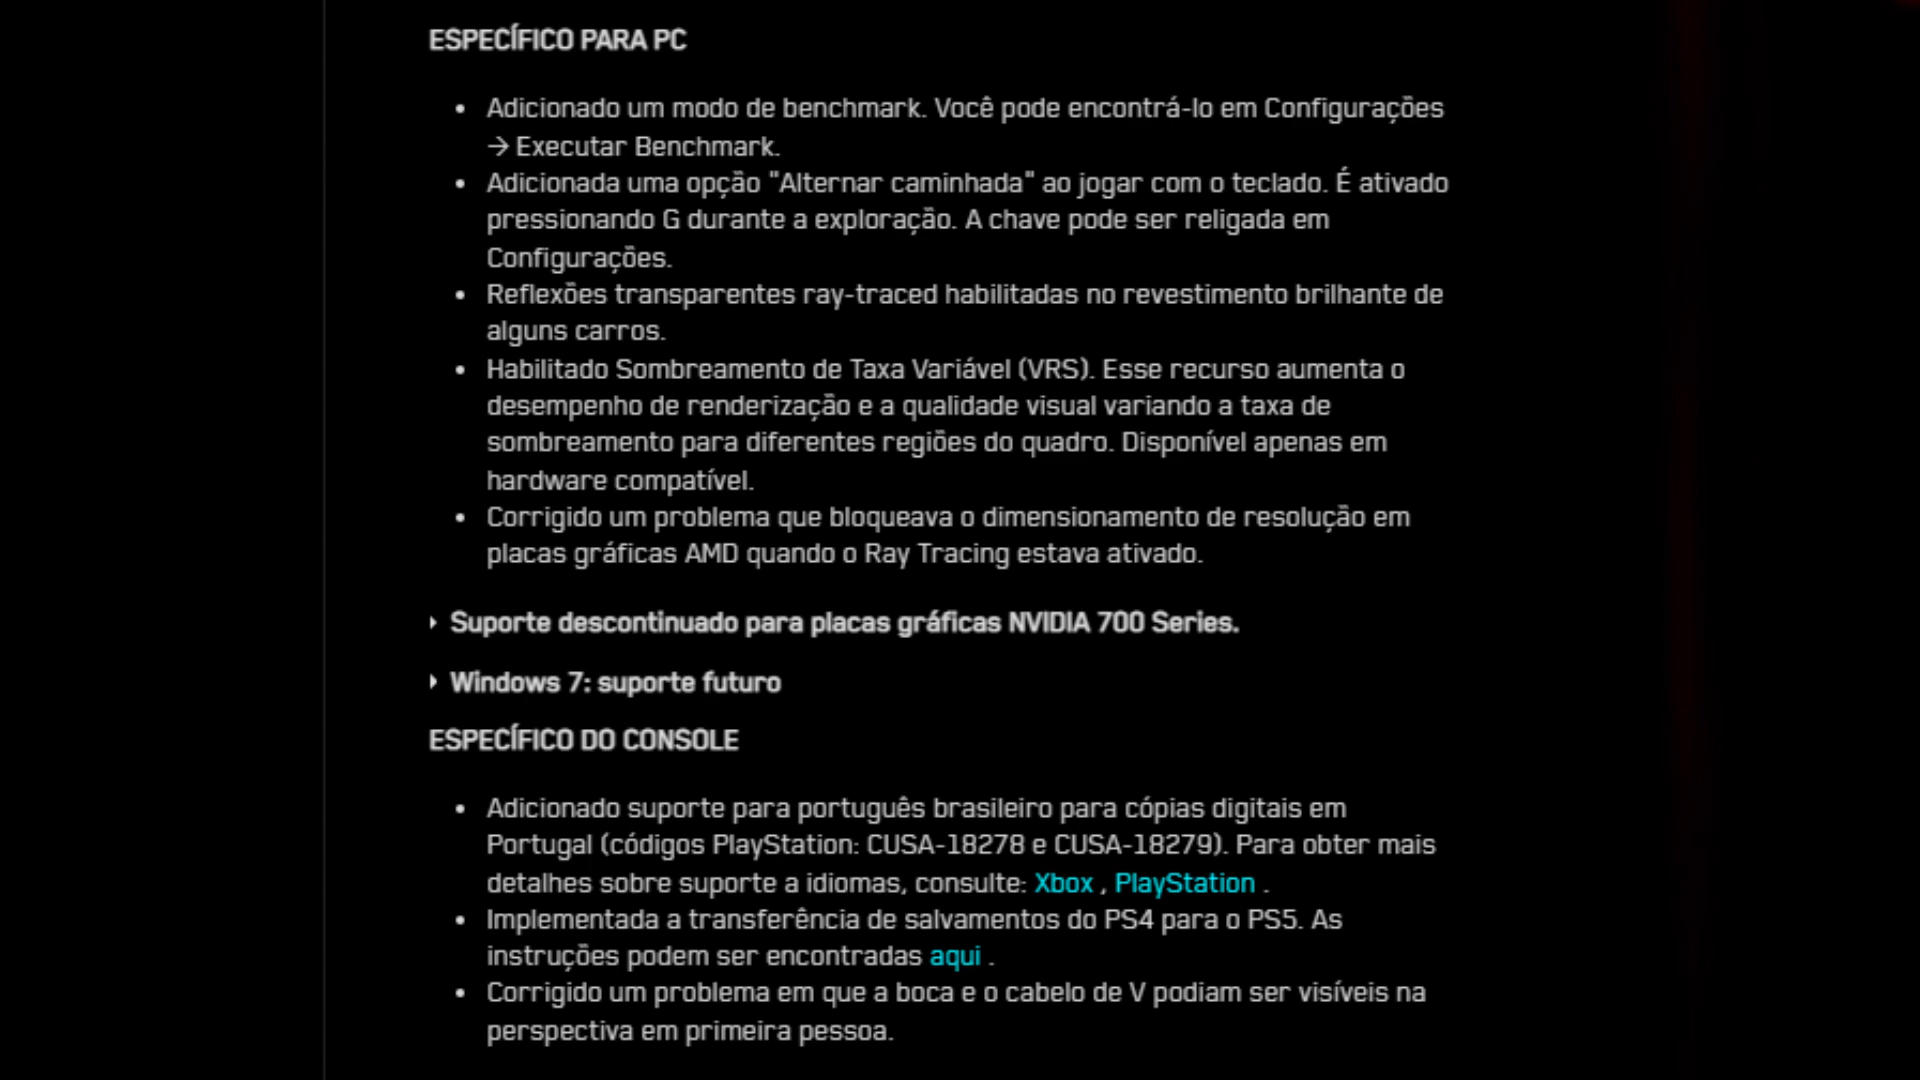 ESPECÍFICO PARA PC
• Adicionado um modo de benchmark. Você pode encontrá-lo em Configurações
→ Executar Benchmark.
• Adicionada uma opção "Alternar caminhada" ao jogar com o teclado. É ativado
pressionando G durante a exploração. A chave pode ser religada em
Configurações.
• Reflexões transparentes ray-traced habilitadas no revestimento brilhante de
alguns carros.
• Habilitado Sombreamento de Taxa Variável (VRS). Esse recurso aumenta o
desempenho de renderização e a qualidade visual variando a taxa de
sombreamento para diferentes regiões do quadro. Disponível apenas em
hardware compatível.
• Corrigido um problema que bloqueava o dimensionamento de resolução em
placas gráficas AMD quando o Ray Tracing estava ativado.
Suporte descontinuado para placas gráficas NVIDIA 700 Series.
Windows 7: suporte futuro
ESPECÍFICO DO CONSOLE
• Adicionado suporte para português brasileiro para cópias digitais em
Portugal (códigos PlayStation: CUSA-18278 e CUSA-18279). Para obter mais
detalhes sobre suporte a idiomas, consulte: Xbox , PlayStation .
• Implementada a transferência de salvamentos do PS4 para o PS5. As
instruções podem ser encontradas aqui .
• Corrigido um problema em que a boca e o cabelo de V podiam ser visíveis na
perspectiva em primeira pessoa.